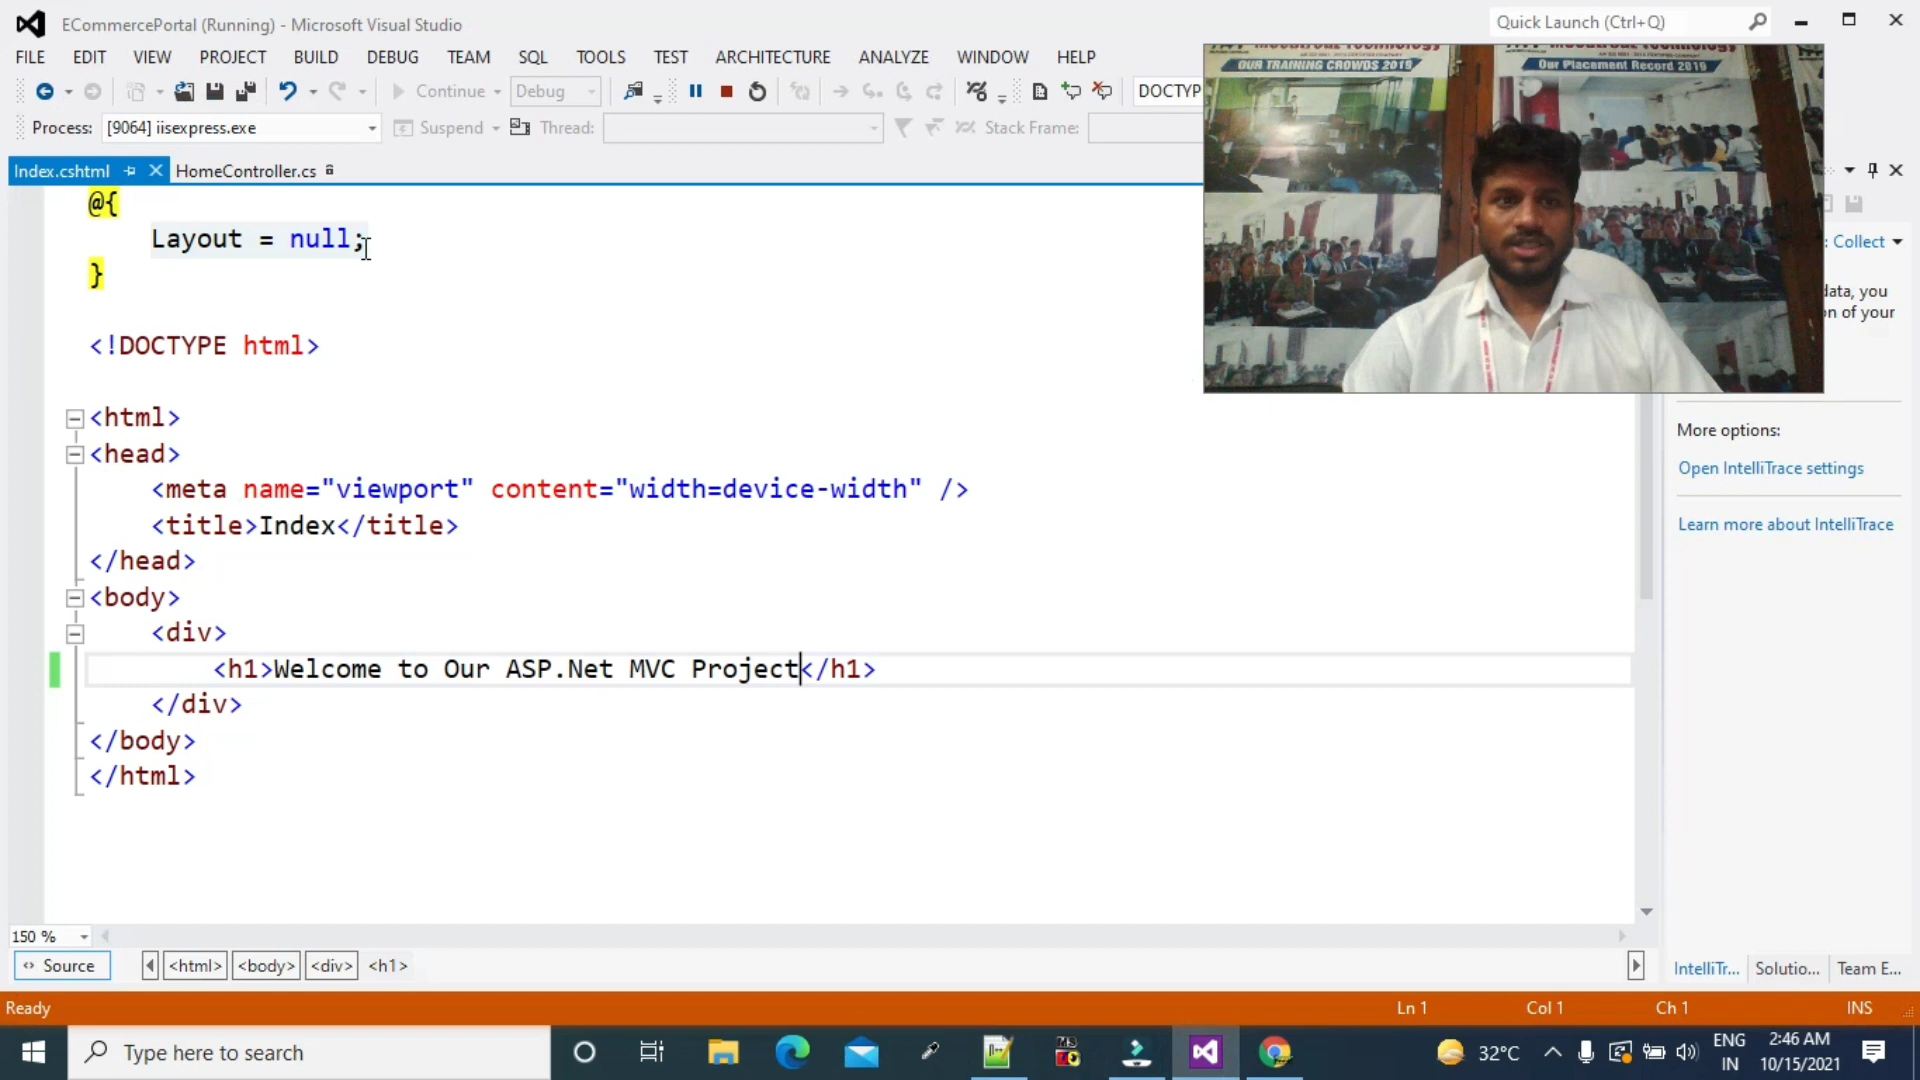 ECommercePortal (Running) - Microsoft Visual Studio
Quick Launch (Ctrl+Q)
FILE EDIT VIEW PROJECT BUILD DEBUG TEAM SQL TOOLS TEST ARCHITECTURE ANALYZE WINDOW HELP
Continue Debug DOCTYP
Process: [9064] iisexpress.exe Suspend Thread: Stack Frame:
OUR TRAINING CROWDS 2019
Our Placement Record 2019
Index.cshtml HomeController.cs
@{
Layout = null;
}
<!DOCTYPE html>
<html>
<head>
<meta name="viewport" content="width=device-width" />
<title>Index</title>
</head>
<body>
<div>
<h1>Welcome to Our ASP.Net MVC Project</h1>
</div>
</body>
</html>
: Collect
data, you
n of your
More options:
Open IntelliTrace settings
Learn more about IntelliTrace
150 %
Source <html> <body> <div> <h1>
IntelliTr... Solutio... Team E...
Ready Ln 1 Col 1 Ch 1 INS
Type here to search
MS
32°C
ENG
IN
2:46 AM
10/15/2021